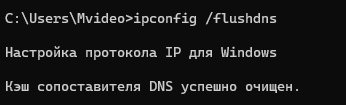 C:\Users\Mvideo>ipconfig /flushdns
Настройка протокола IP для Windows
Кэш сопоставителя DNS успешно очищен.